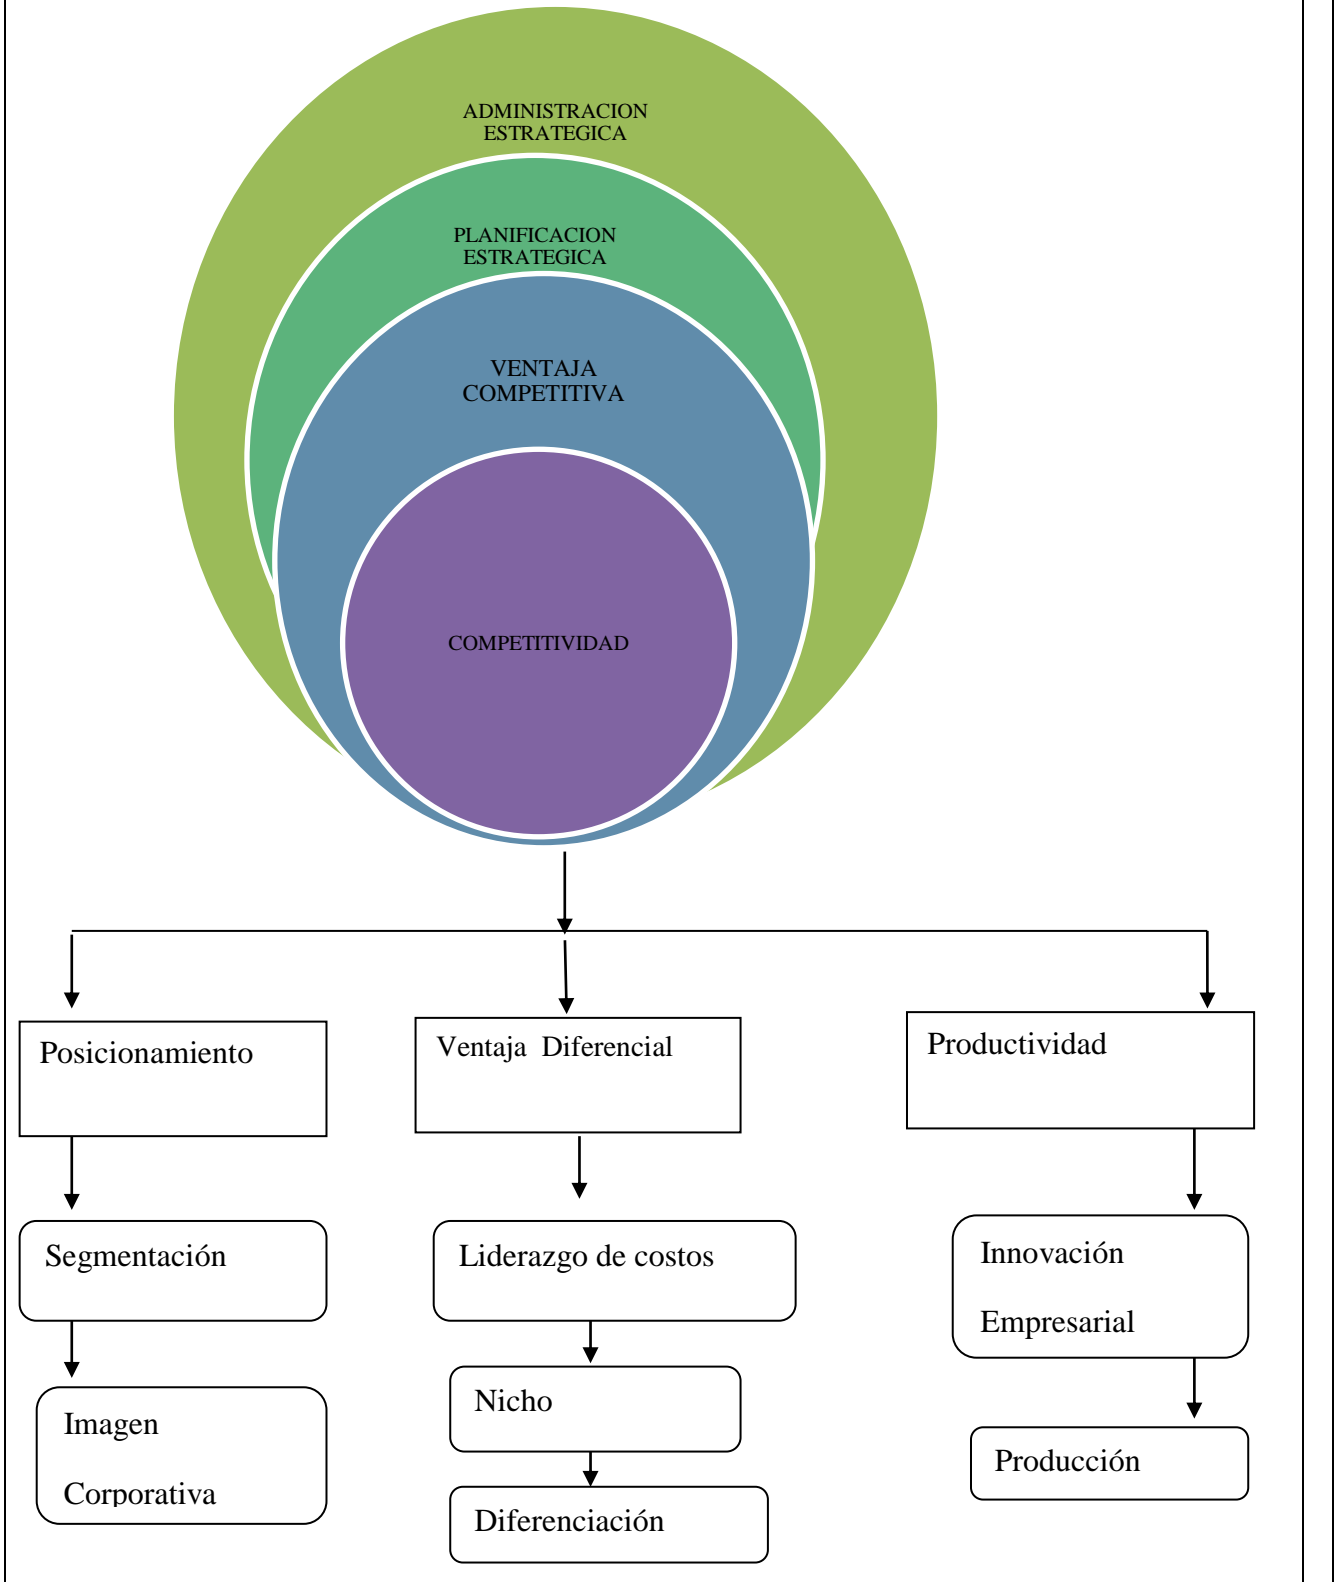 ADMINISTRACION
ESTRATEGICA
PLANIFICACION
ESTRATEGICA
VENTAJA
COMPETITIVA
COMPETITIVIDAD
Posicionamiento
Ventaja Diferencial
Productividad
Segmentación
Liderazgo de costos
Innovación
Empresarial
Imagen
Corporativa
Nicho
Diferenciación
Producción